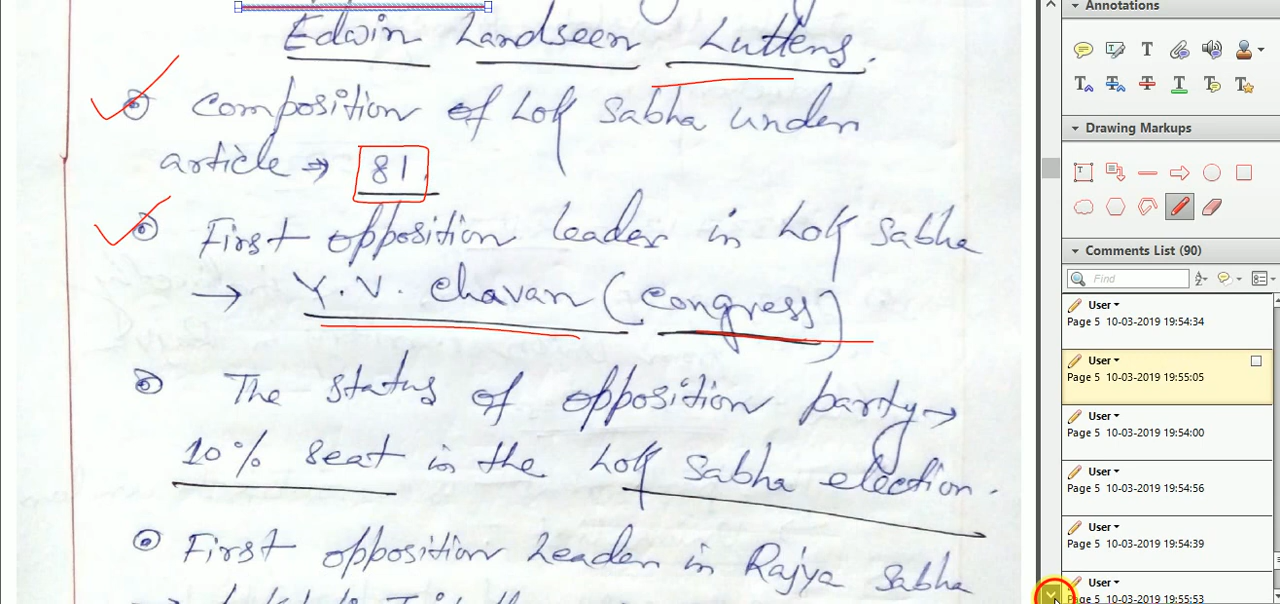 Edwin Landseen Luttens.
Composition of Lok Sabha under
article → 81.
First opposition leader in Lok Sabha
→ Y.V. Chavan (Congress)
The status of opposition party →
10% seat in the Lok Sabha election.
First opposition Leader in Rajya Sabha
Annotations
T
Drawing Markups
Comments List (90)
Find
User
Page 5 10-03-2019 19:54:34
User
Page 5 10-03-2019 19:55:05
User
Page 5 10-03-2019 19:54:00
User
Page 5 10-03-2019 19:54:56
User
Page 5 10-03-2019 19:54:39
User
Page 5 10-03-2019 19:55:53